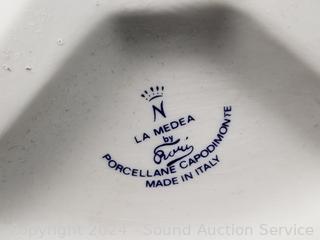 N
LA MEDEA
by
PORCELLANE CAPODIMONTE
MADE IN ITALY
Copyright 2024 - Sound Auction Service